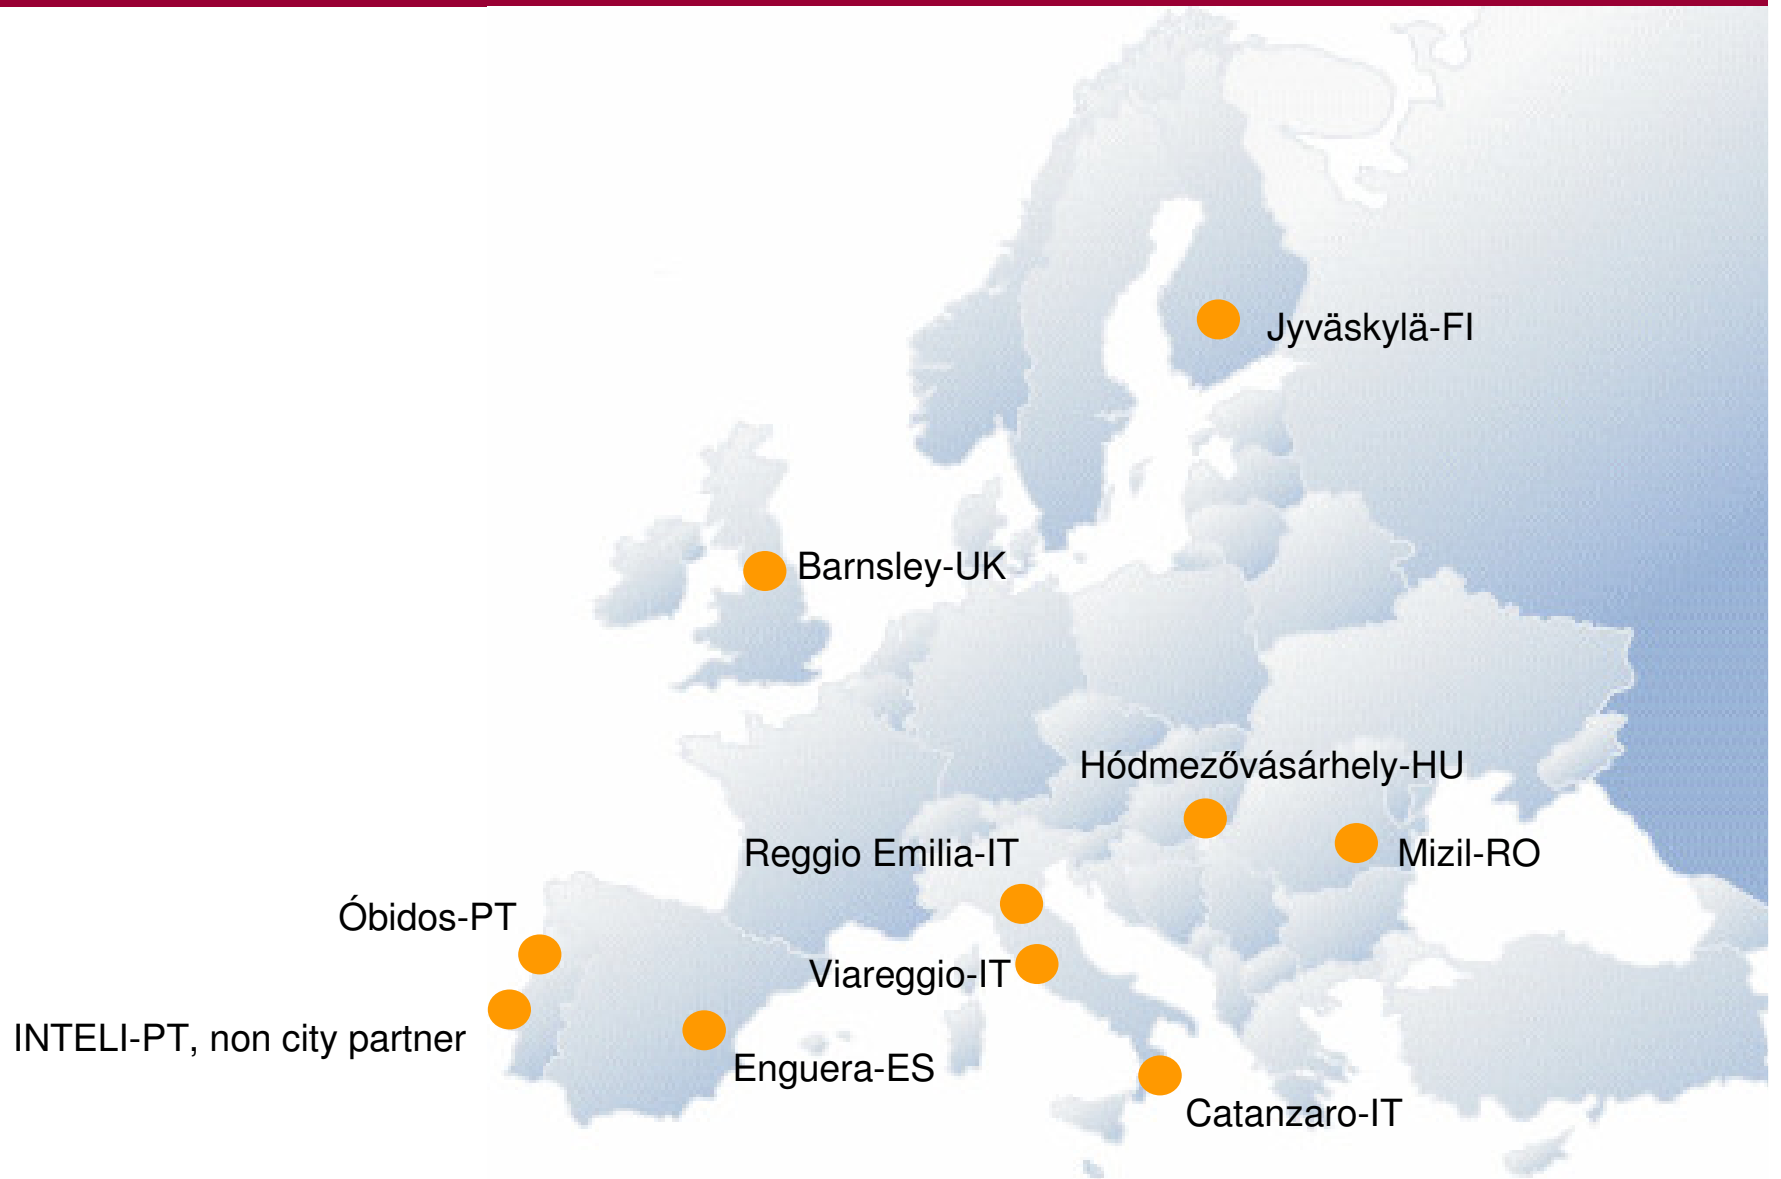 Jyväskylä-FI
Barnsley-UK
Hódmezővásárhely-HU
Reggio Emilia-IT
Mizil-RO
Óbidos-PT
Viareggio-IT
INTELI-PT, non city partner
Enguera-ES
Catanzaro-IT